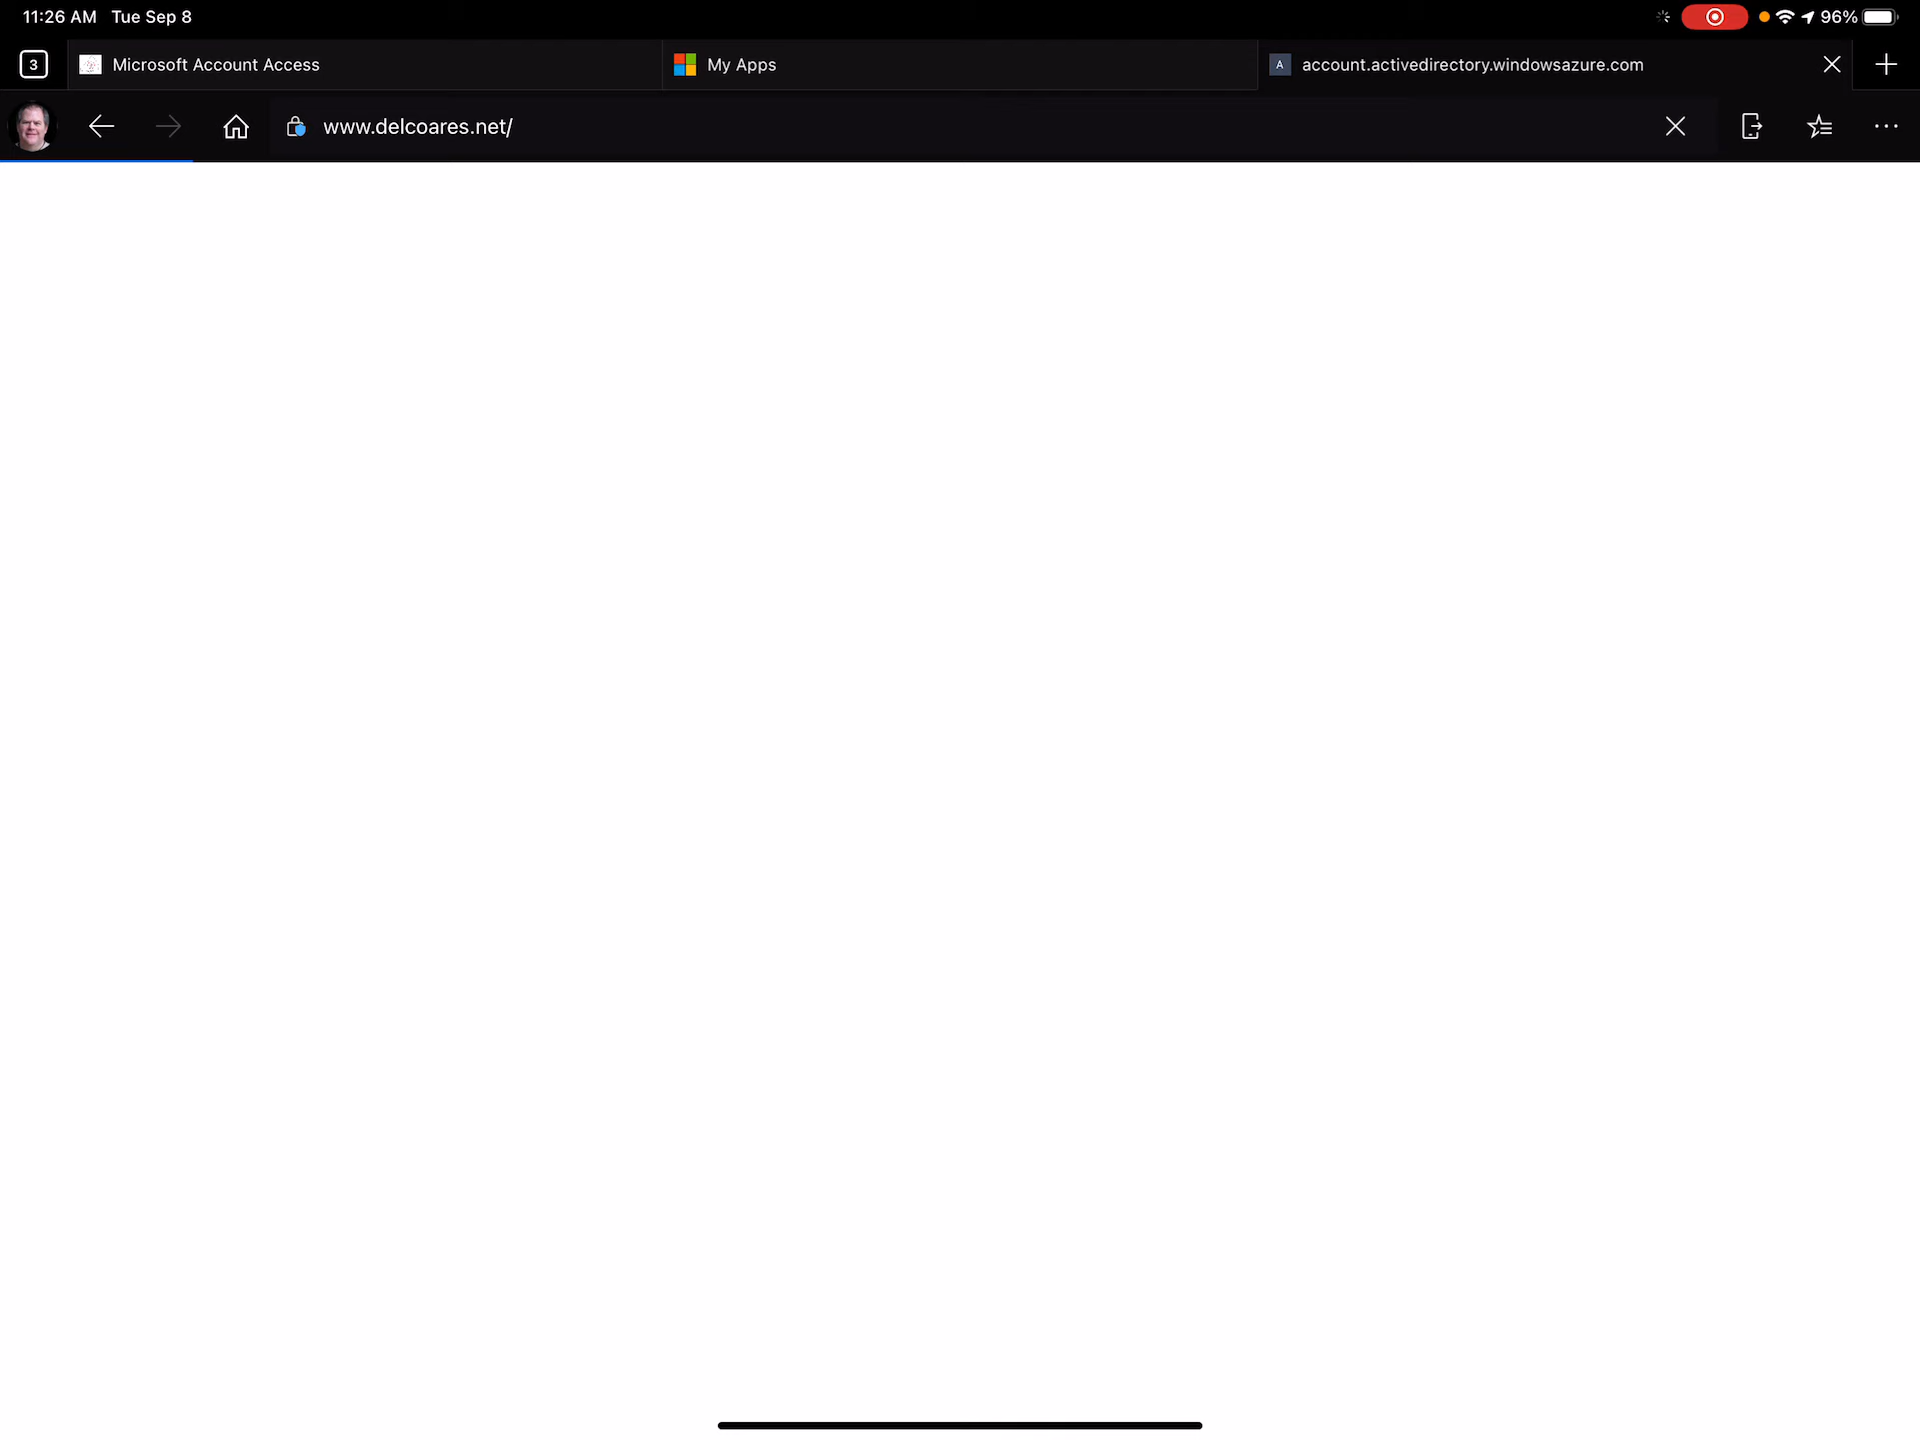 11:26 AM Tue Sep 8
96%
3
Microsoft Account Access
My Apps
A
account.activedirectory.windowsazure.com
www.delcoares.net/